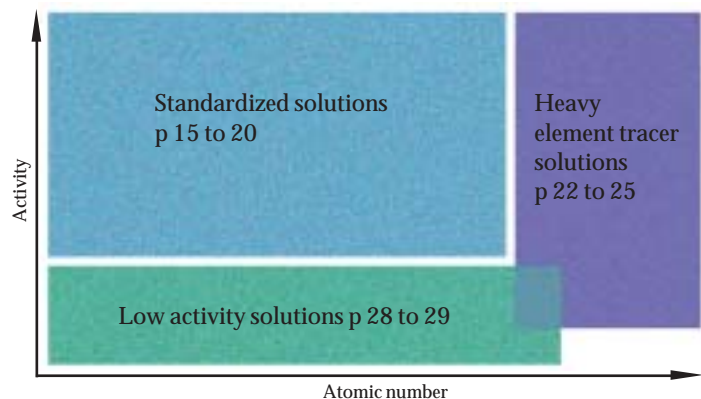 Activity
Standardized solutions
p 15 to 20
Heavy
element tracer
solutions
p 22 to 25
Low activity solutions p 28 to 29
Atomic number